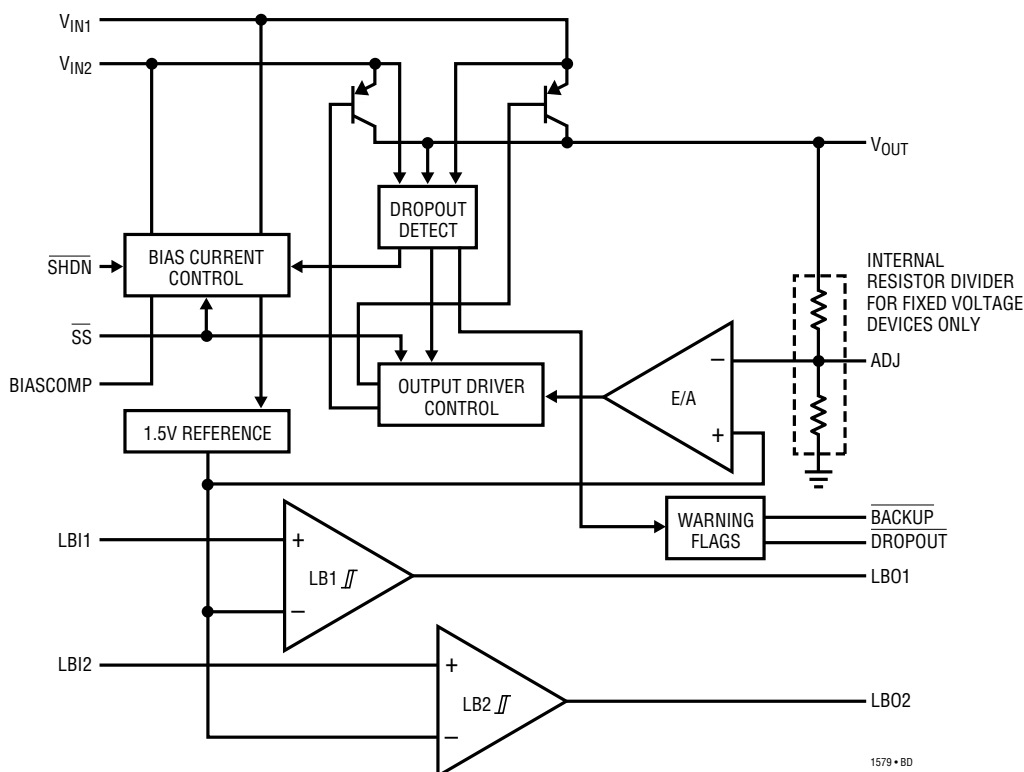 VIN1
VIN2
VOUT
DROPOUT
DETECT
SHDN
BIAS CURRENT
CONTROL
INTERNAL
RESISTOR DIVIDER
FOR FIXED VOLTAGE
DEVICES ONLY
SS
BIASCOMP
OUTPUT DRIVER
CONTROL
E/A
−
+
ADJ
1.5V REFERENCE
WARNING
FLAGS
BACKUP
DROPOUT
LBI1
+
LB1
−
LBO1
LBI2
+
LB2
−
LBO2
1579 • BD